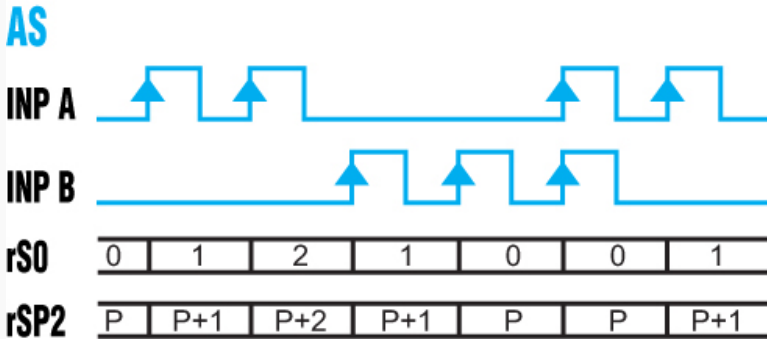 AS
INP A
INP B
rS0 0 1 2 1 0 0 1
rSP2 P P+1 P+2 P+1 P P P+1